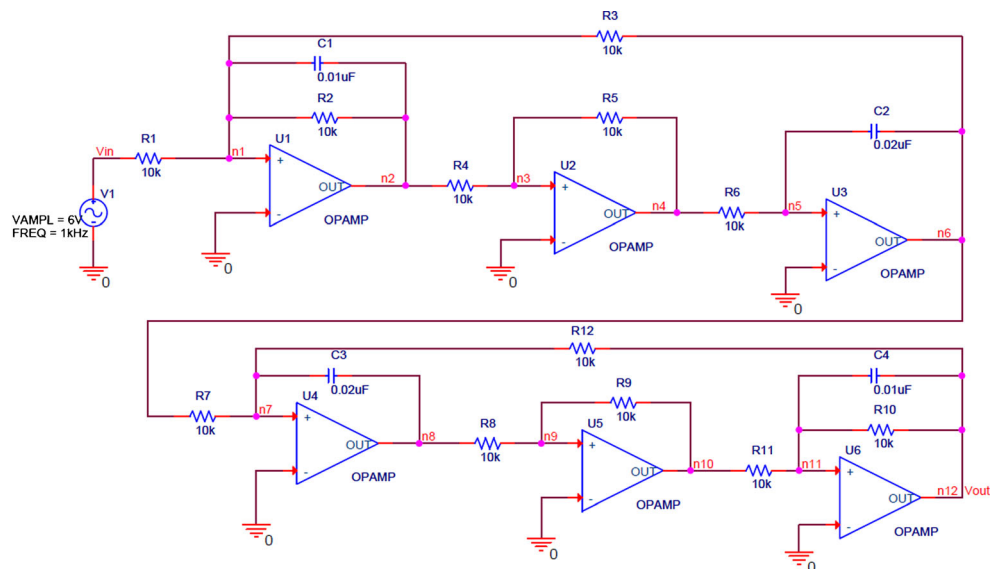 R3
10k
C1
0.01uF
R2
10k
R5
10k
C2
0.02uF
Vin
R1
10k
n1
U1
+
-
OUT
OPAMP
n2
R4
10k
n3
U2
+
-
OUT
OPAMP
n4
R6
10k
n5
U3
+
-
OUT
OPAMP
n6
V1
VAMPL = 6V
FREQ = 1kHz
0
0
0
0
R12
10k
C3
0.02uF
R9
10k
C4
0.01uF
R10
10k
R7
10k
n7
U4
+
-
OUT
OPAMP
n8
R8
10k
n9
U5
+
-
OUT
OPAMP
n10
R11
10k
n11
U6
+
-
OUT
OPAMP
n12 Vout
0
0
0